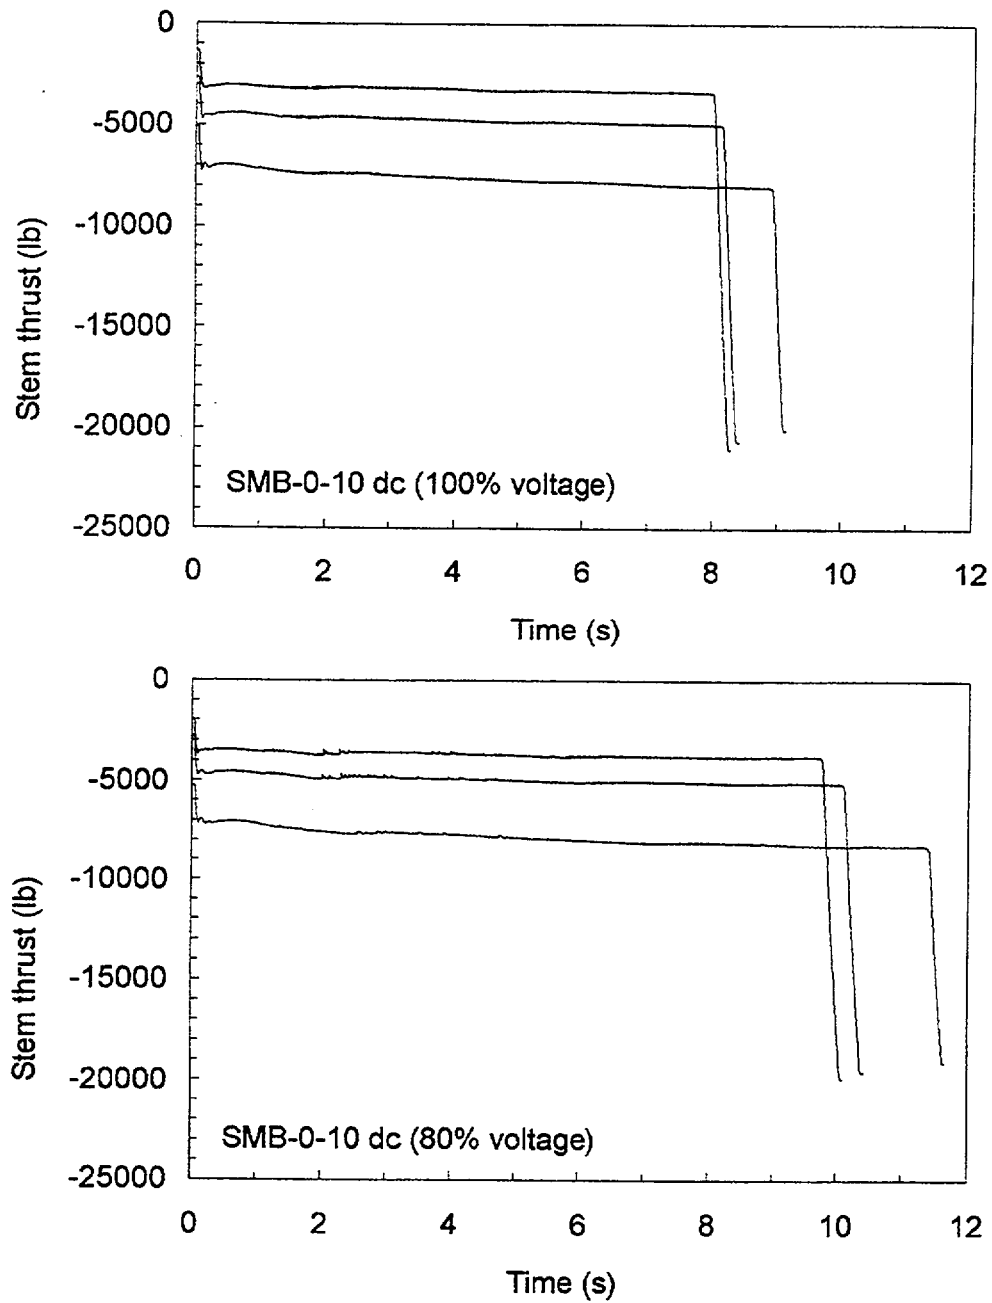 0
-5000
-10000
-15000
-20000
-25000
Stem thrust (lb)
SMB-0-10 dc (100% voltage)
0 2 4 6 8 10 12
Time (s)
0
-5000
-10000
-15000
-20000
-25000
Stem thrust (lb)
SMB-0-10 dc (80% voltage)
0 2 4 6 8 10 12
Time (s)